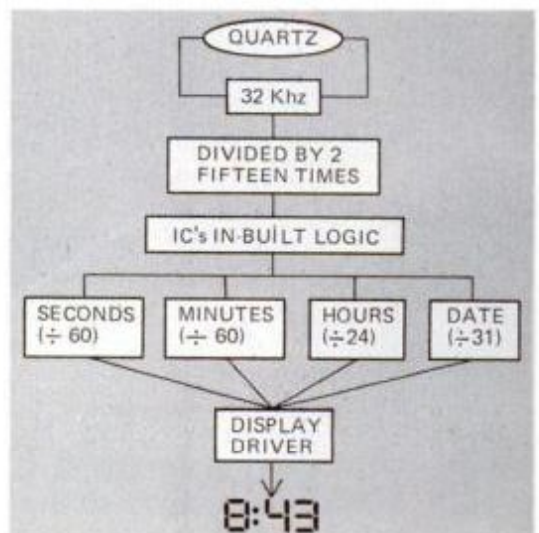 QUARTZ
32 Khz
DIVIDED BY 2
FIFTEEN TIMES
IC's IN-BUILT LOGIC
SECONDS
(÷ 60)
MINUTES
(÷ 60)
HOURS
(÷24)
DATE
(÷31)
DISPLAY
DRIVER
8:43